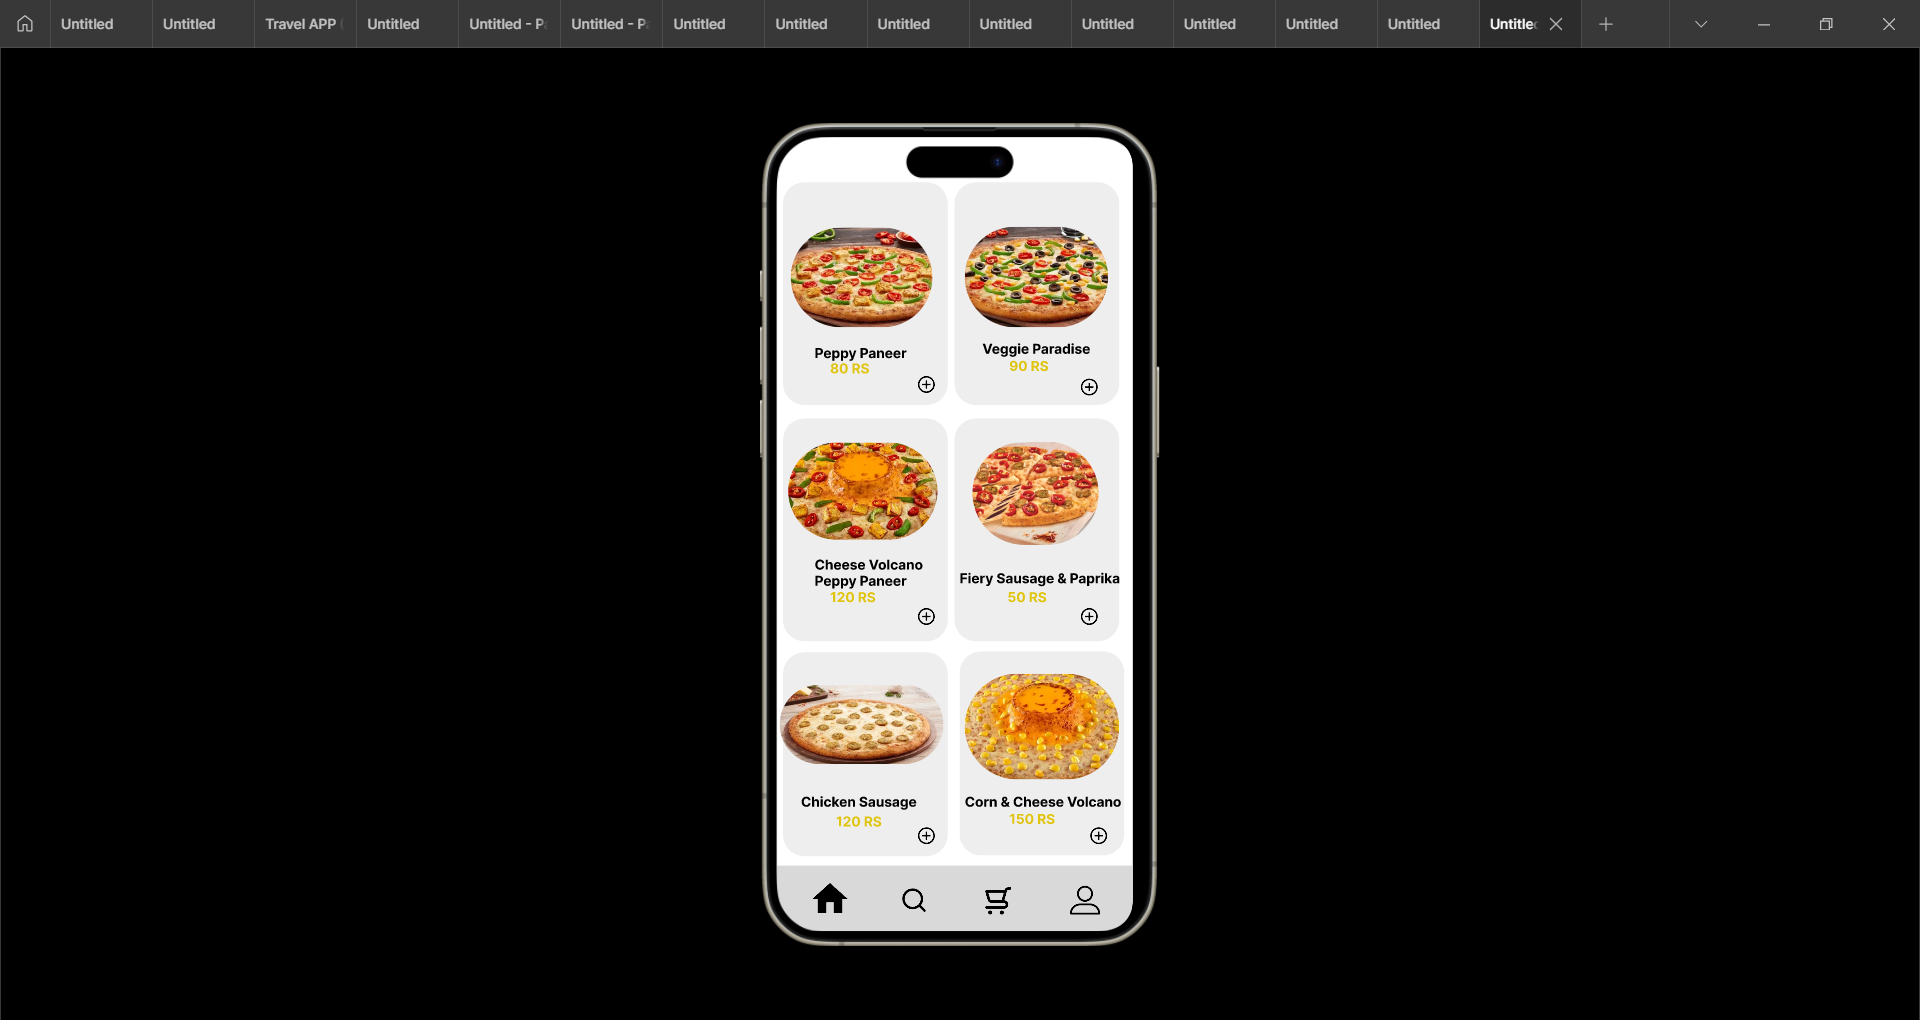 Untitled
Untitled
Travel APP
Untitled
Untitled - P
Untitled - P
Untitled
Untitled
Untitled
Untitled
Untitled
Untitled
Untitled
Untitled
Untitle
Peppy Paneer
80 RS
Veggie Paradise
90 RS
Cheese Volcano
Peppy Paneer
120 RS
Fiery Sausage & Paprika
50 RS
Chicken Sausage
120 RS
Corn & Cheese Volcano
150 RS